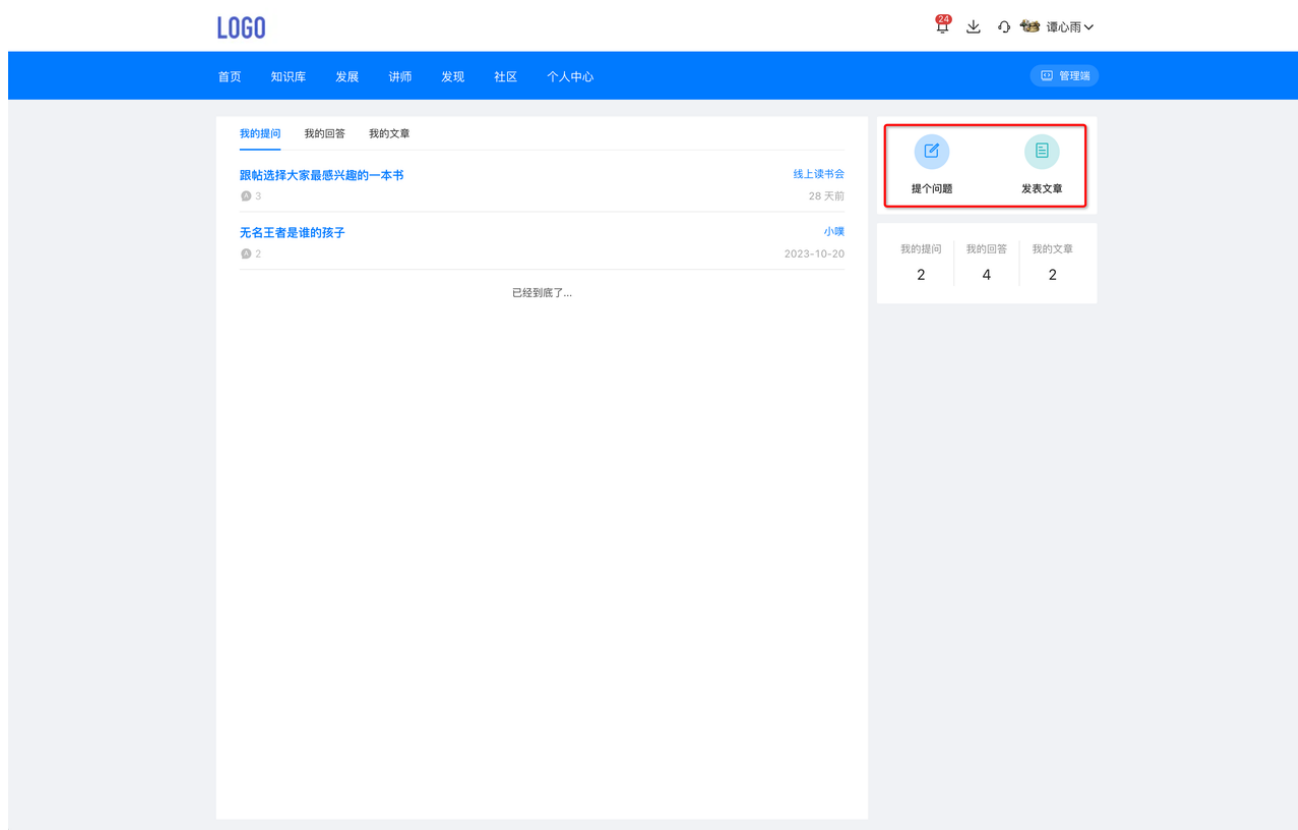 LOGO
24
谭心雨
首页 知识库 发展 讲师 发现 社区 个人中心
管理端
我的提问 我的回答 我的文章
跟帖选择大家最感兴趣的一本书 线上读书会
3 28 天前
无名王者是谁的孩子 小噗
2 2023-10-20
已经到底了...
提个问题 发表文章
我的提问 我的回答 我的文章
2 4 2